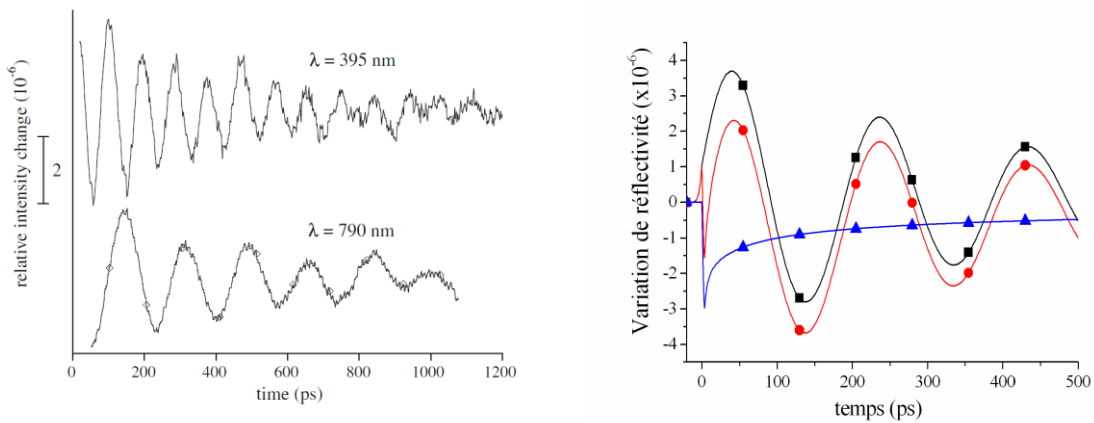 relative intensity change (10⁻⁶)
2
λ = 395 nm
λ = 790 nm
0 200 400 600 800 1000 1200
time (ps)
Variation de réflectivité (x10⁻⁶)
4
3
2
1
0
-1
-2
-3
-4
0 100 200 300 400 500
temps (ps)